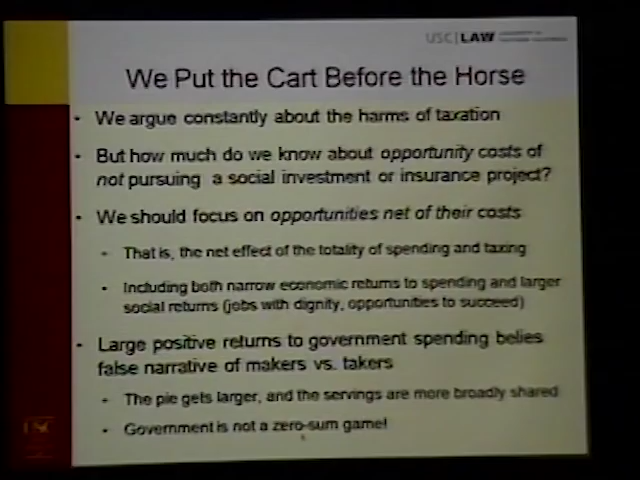 USC | LAW
We Put the Cart Before the Horse
• We argue constantly about the harms of taxation
• But how much do we know about opportunity costs of
not pursuing a social investment or insurance project?
• We should focus on opportunities net of their costs
• That is, the net effect of the totality of spending and taxing
• Including both narrow economic returns to spending and larger
social returns (jobs with dignity, opportunities to succeed)
• Large positive returns to government spending belies
false narrative of makers vs. takers
• The pie gets larger, and the servings are more broadly shared
• Government is not a zero-sum game!
USC